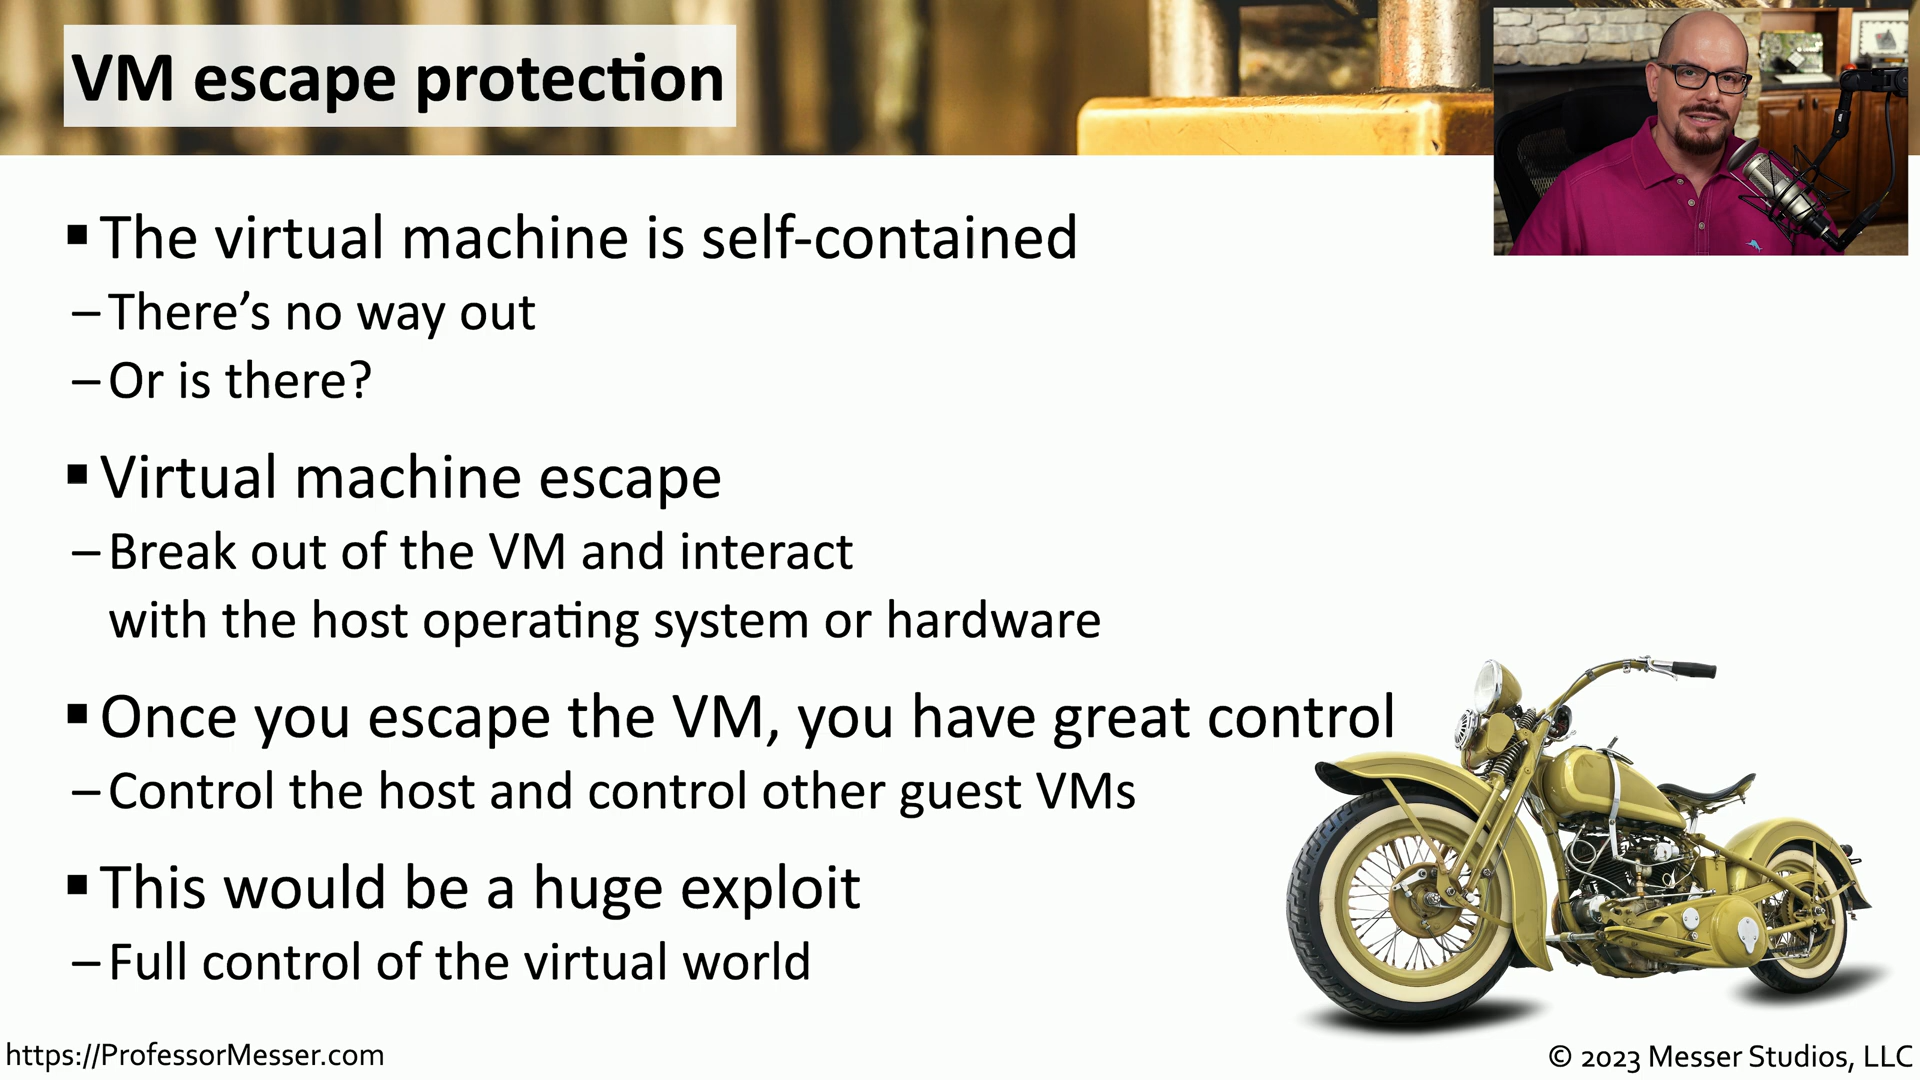 VM escape protection
▪ The virtual machine is self-contained
– There’s no way out
– Or is there?
▪ Virtual machine escape
– Break out of the VM and interact
with the host operating system or hardware
▪ Once you escape the VM, you have great control
– Control the host and control other guest VMs
▪ This would be a huge exploit
– Full control of the virtual world
https://ProfessorMesser.com
© 2023 Messer Studios, LLC